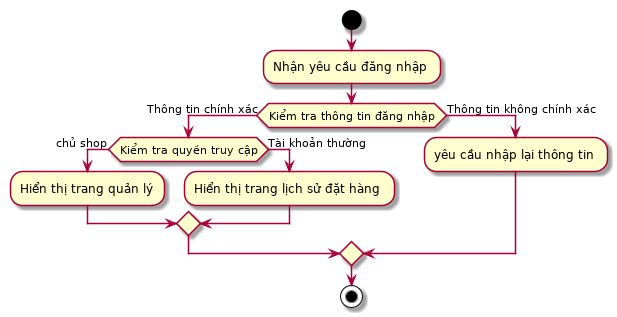 Nhận yêu cầu đăng nhập
Thông tin chính xác
Kiểm tra thông tin đăng nhập
Thông tin không chính xác
chủ shop
Kiểm tra quyền truy cập
Tài khoản thường
yêu cầu nhập lại thông tin
Hiển thị trang quản lý
Hiển thị trang lịch sử đặt hàng